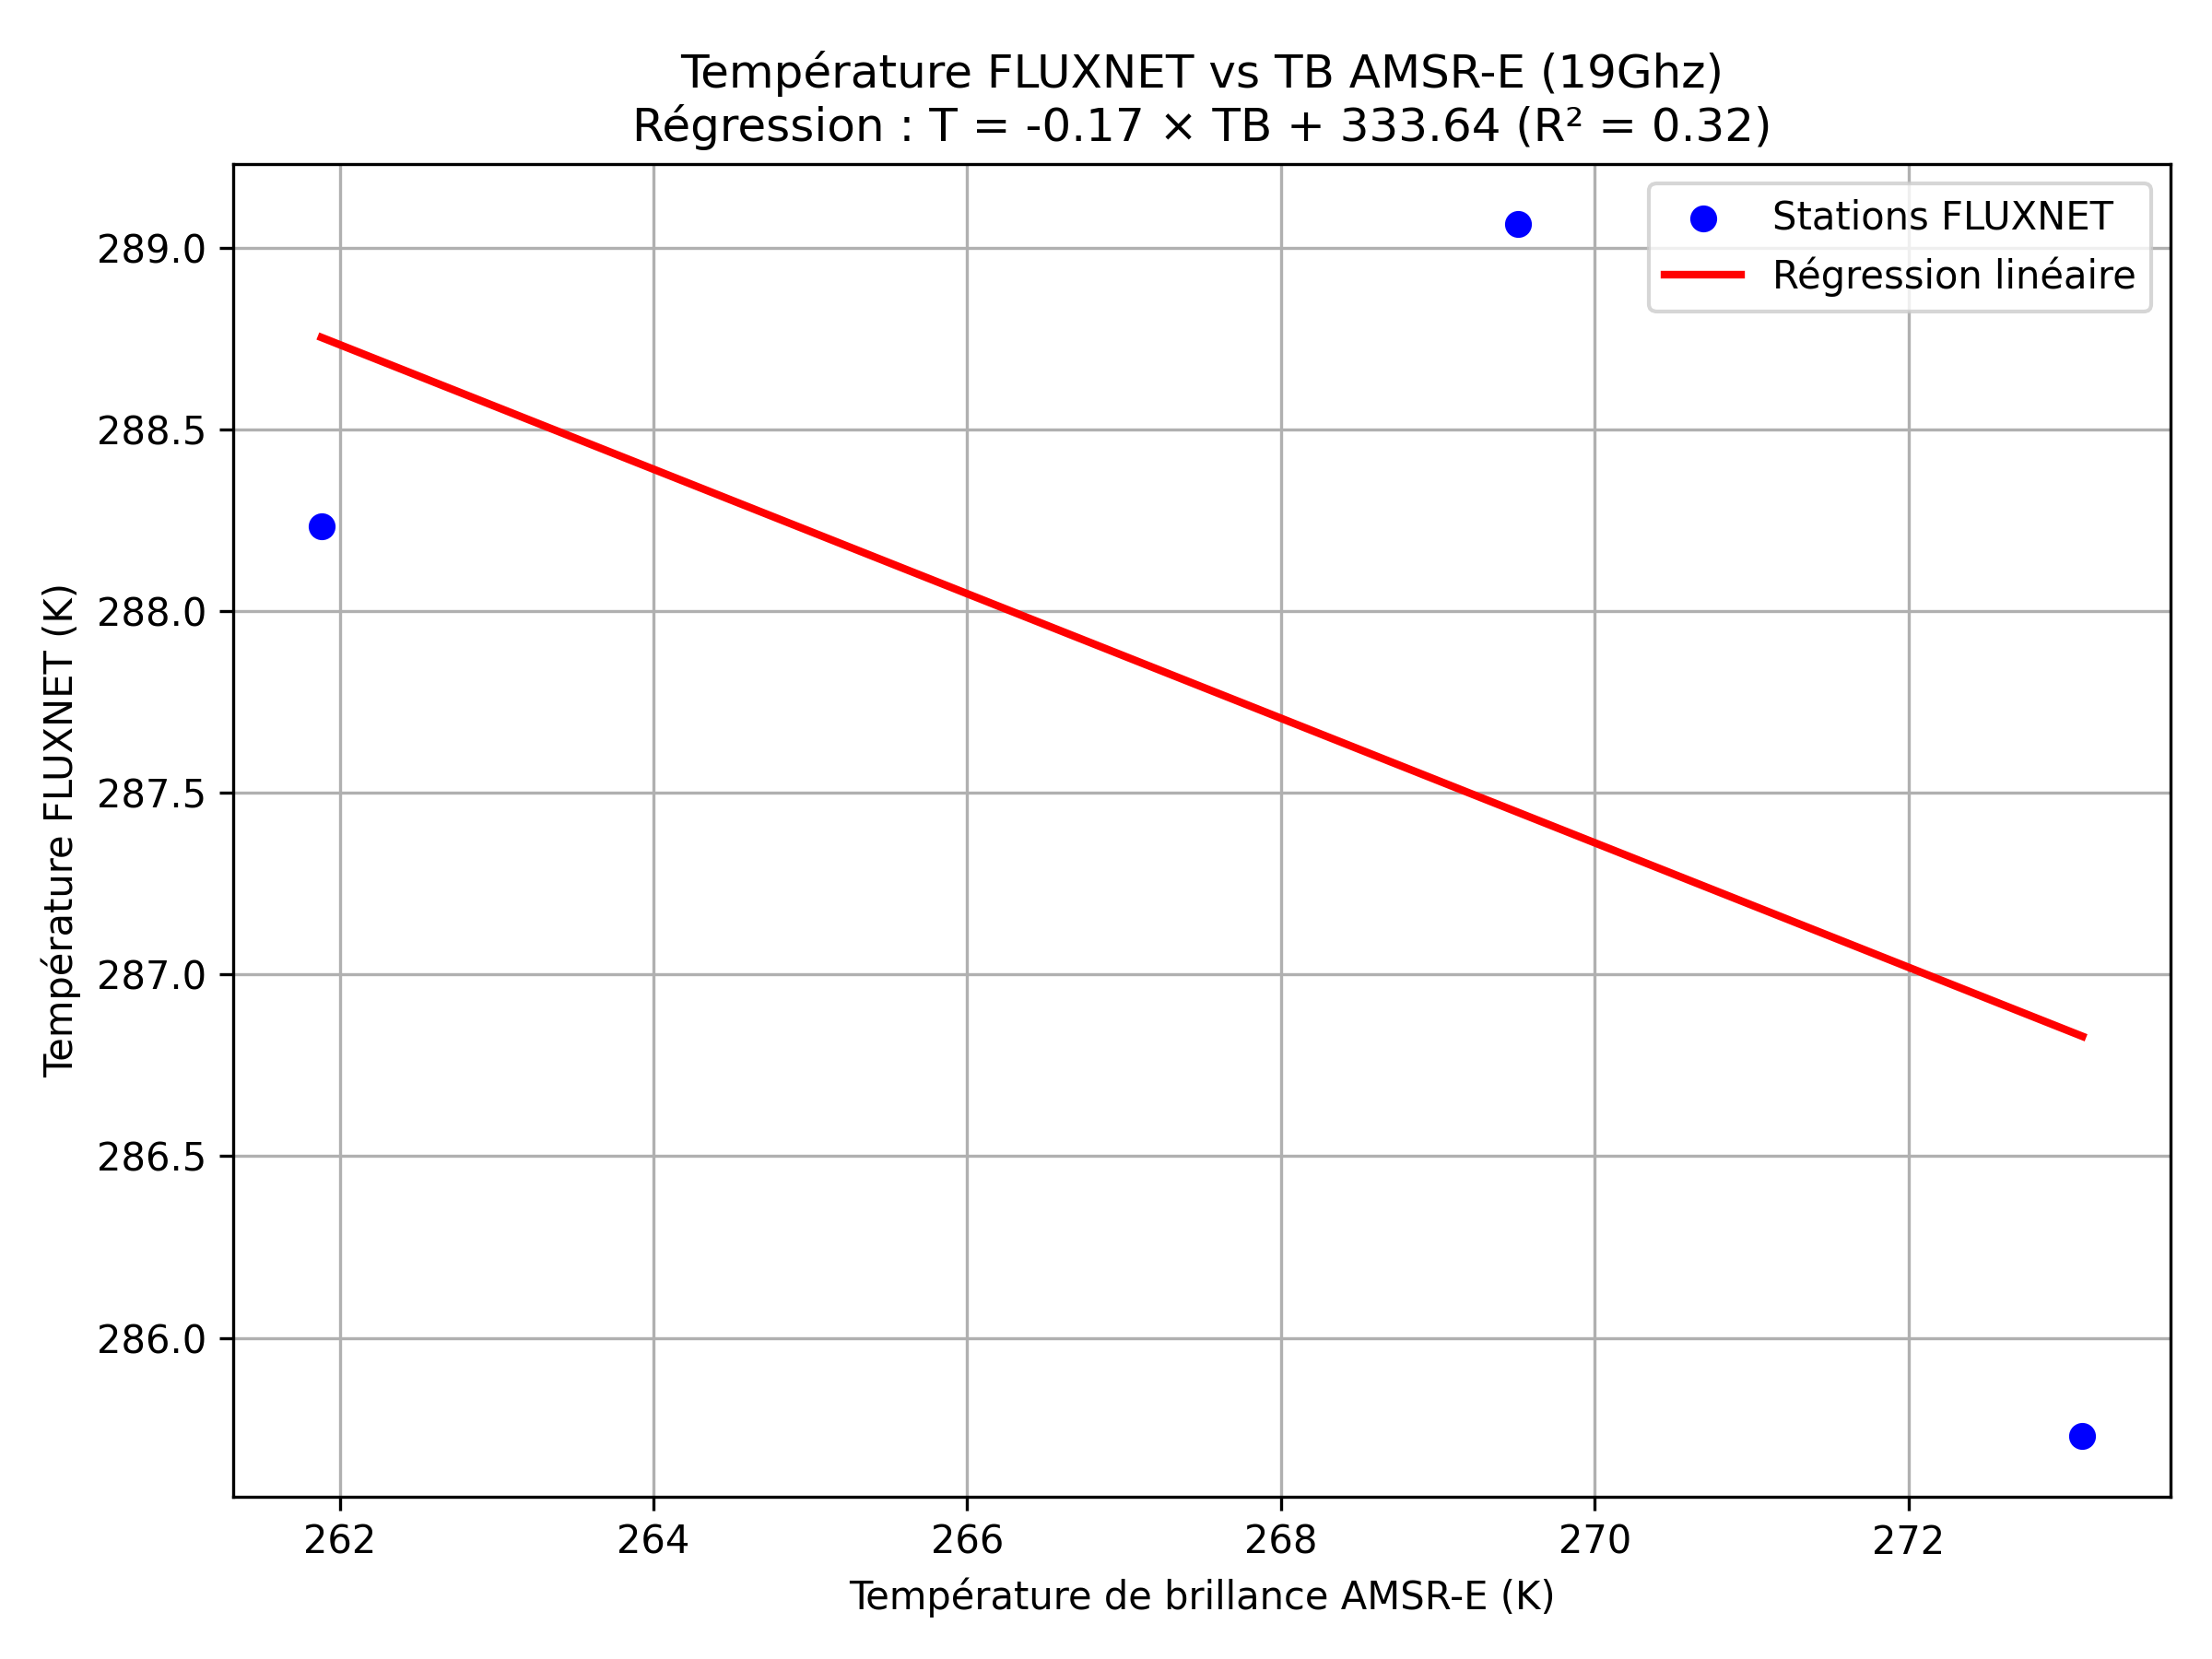 Température FLUXNET vs TB AMSR-E (19Ghz)
Régression : T = -0.17 × TB + 333.64 (R² = 0.32)
Stations FLUXNET
Régression linéaire
Température FLUXNET (K)
289.0
288.5
288.0
287.5
287.0
286.5
286.0
262 264 266 268 270 272
Température de brillance AMSR-E (K)